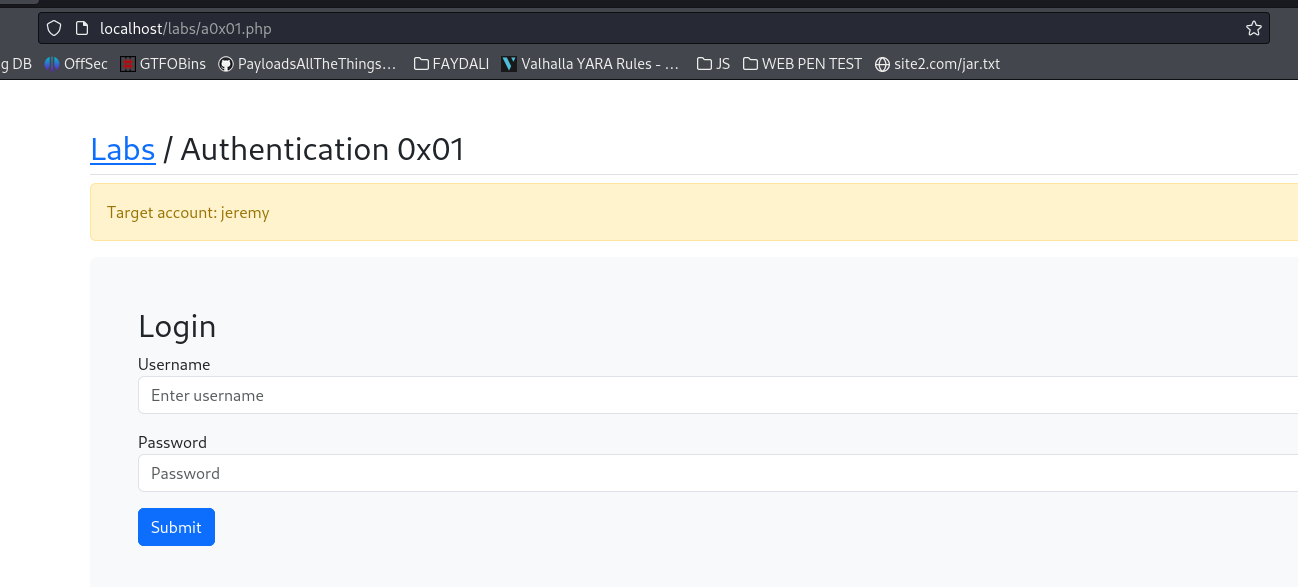 localhost/labs/a0x01.php
g DB OffSec GTFOBins PayloadsAllTheThings… FAYDALI Valhalla YARA Rules - … JS WEB PEN TEST site2.com/jar.txt
Labs / Authentication 0x01
Target account: jeremy
Login
Username
Enter username
Password
Password
Submit